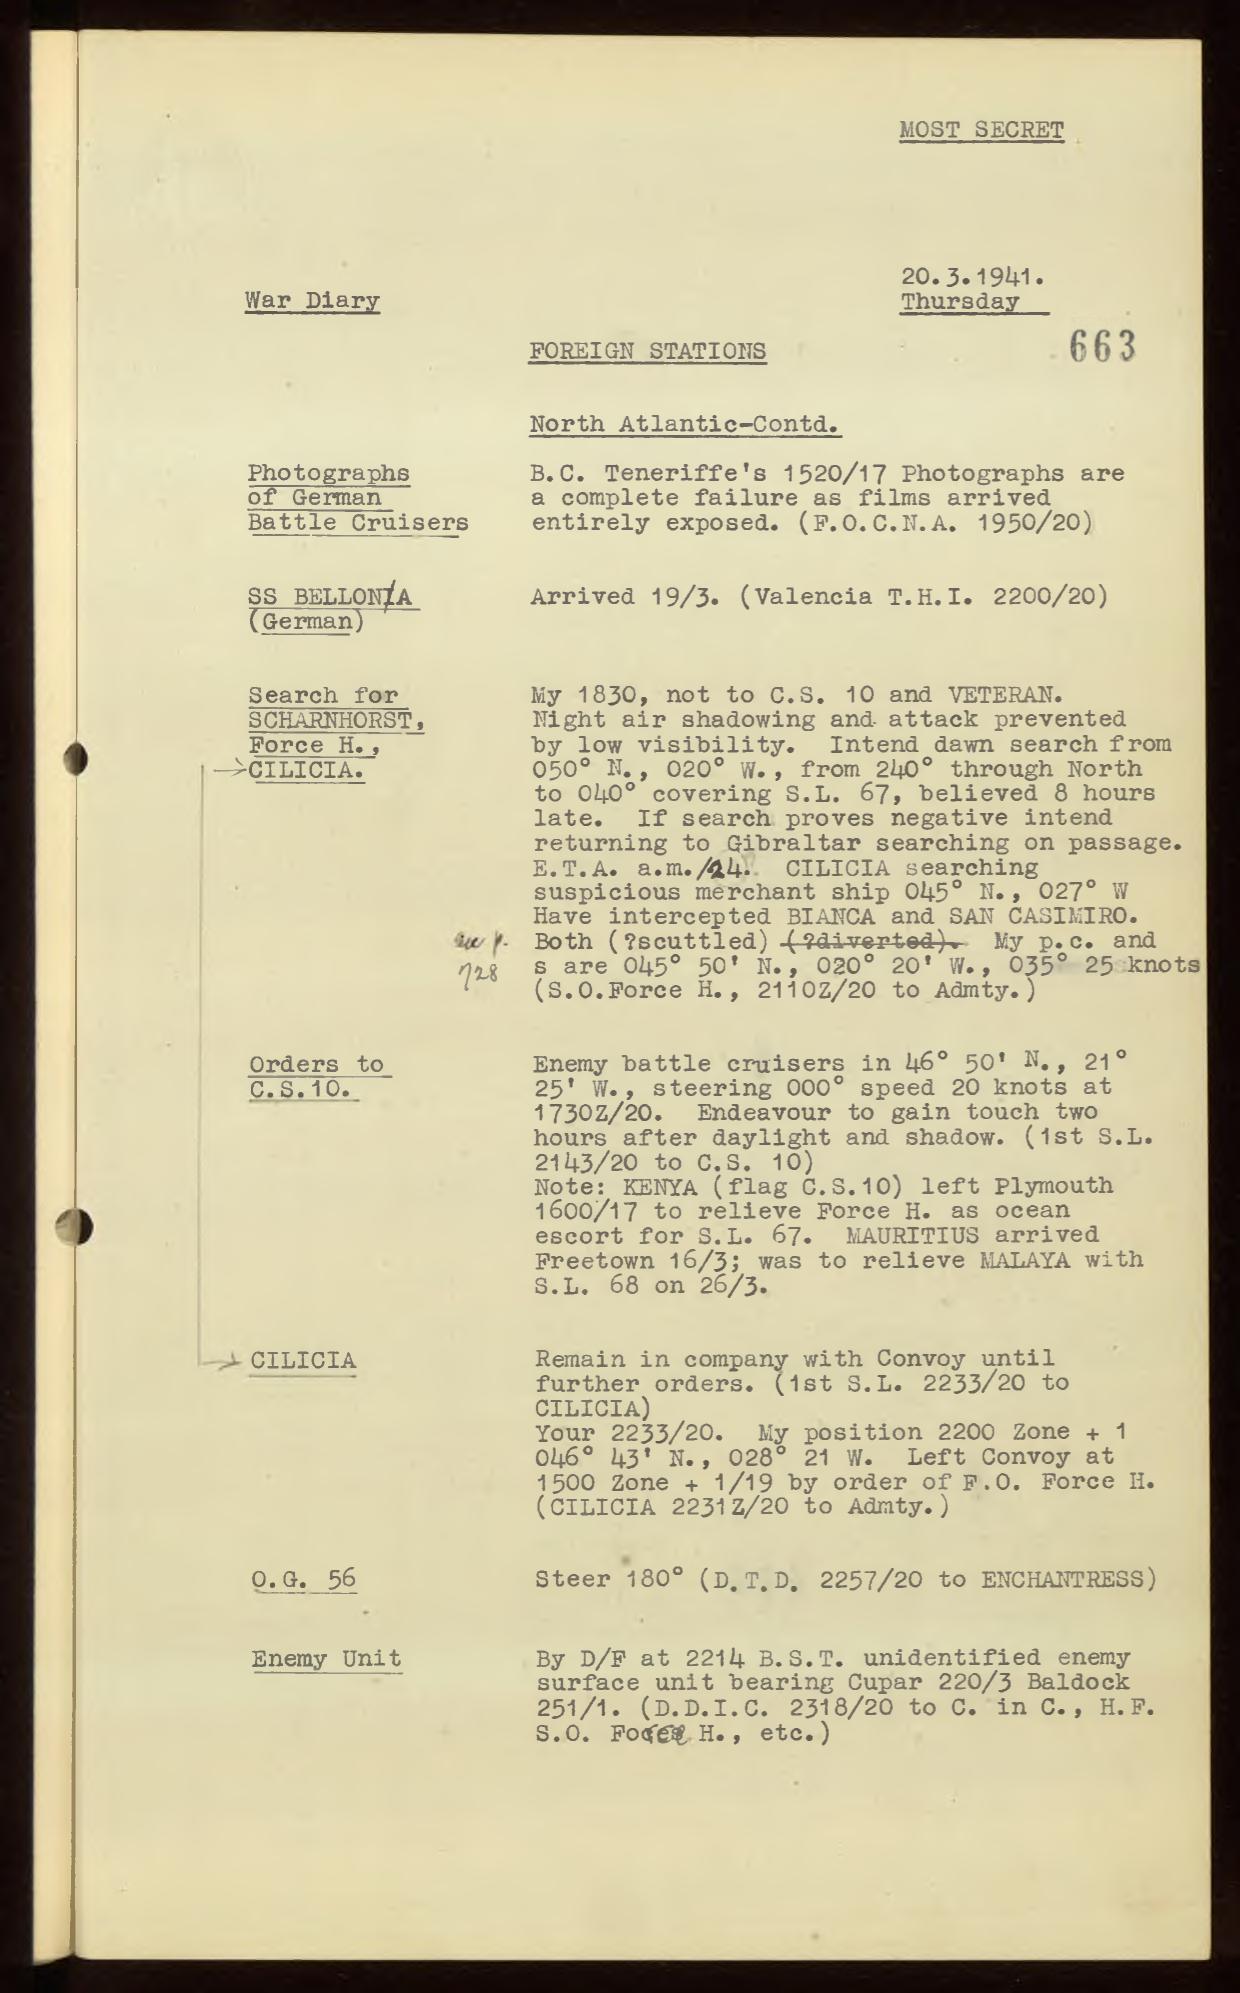 MOST SECRET
20.3.1941.
War Diary
Thursday
663
FOREIGN STATIONS
North Atlantic-Contd.
Photographs
of German
Battle Cruisers
B.C. Teneriffe's 1520/17 Photographs are
a complete failure as films arrived
entirely exposed. (F.O.C.N.A. 1950/20)
SS BELLONA
(German)
Arrived 19/3. (Valencia T.H.I. 2200/20)
Search for
SCHARNHORST,
Force H.,
CILICIA.
My 1830, not to C.S. 10 and VETERAN.
Night air shadowing and attack prevented
by low visibility. Intend dawn search from
050° N., 020° W., from 240° through North
to 040° covering S.L. 67, believed 8 hours
late. If search proves negative intend
returning to Gibraltar searching on passage.
E.T.A. a.m./24. CILICIA searching
suspicious merchant ship 045° N., 027° W
Have intercepted BIANCA and SAN CASIMIRO.
Both (?scuttled) (?diverted). My p.c. and
s are 045° 50' N., 020° 20' W., 035° 25 knots
(S.O.Force H., 2110Z/20 to Admty.)
see p.
728
Orders to
C.S.10.
Enemy battle cruisers in 46° 50' N., 21°
25' W., steering 000° speed 20 knots at
1730Z/20. Endeavour to gain touch two
hours after daylight and shadow. (1st S.L.
2143/20 to C.S. 10)
Note: KENYA (flag C.S.10) left Plymouth
1600/17 to relieve Force H. as ocean
escort for S.L. 67. MAURITIUS arrived
Freetown 16/3; was to relieve MALAYA with
S.L. 68 on 26/3.
CILICIA
Remain in company with Convoy until
further orders. (1st S.L. 2233/20 to
CILICIA)
Your 2233/20. My position 2200 Zone + 1
046° 43' N., 028° 21 W. Left Convoy at
1500 Zone + 1/19 by order of F.O. Force H.
(CILICIA 2231Z/20 to Admty.)
O.G. 56
Steer 180° (D.T.D. 2257/20 to ENCHANTRESS)
Enemy Unit
By D/F at 2214 B.S.T. unidentified enemy
surface unit bearing Cupar 220/3 Baldock
251/1. (D.D.I.C. 2318/20 to C. in C., H.F.
S.O. Force H., etc.)